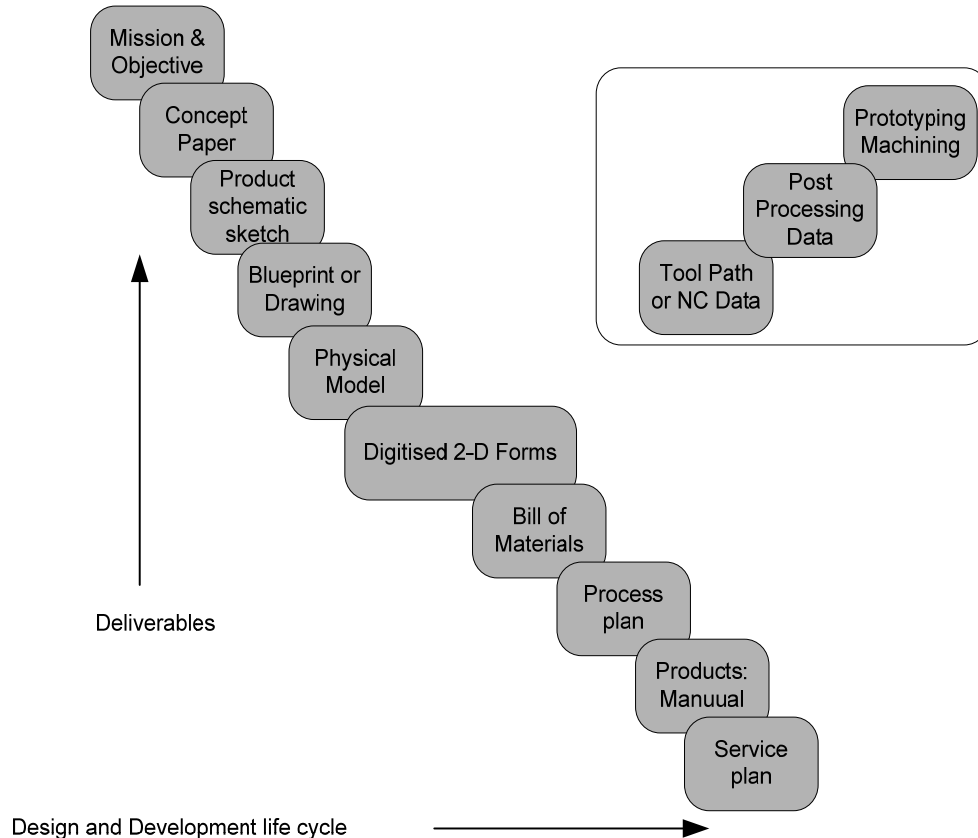 Mission &
Objective
Concept
Paper
Product
schematic
sketch
Blueprint or
Drawing
Physical
Model
Digitised 2-D Forms
Bill of
Materials
Process
plan
Products:
Manuual
Service
plan
Prototyping
Machining
Post
Processing
Data
Tool Path
or NC Data
Deliverables
Design and Development life cycle